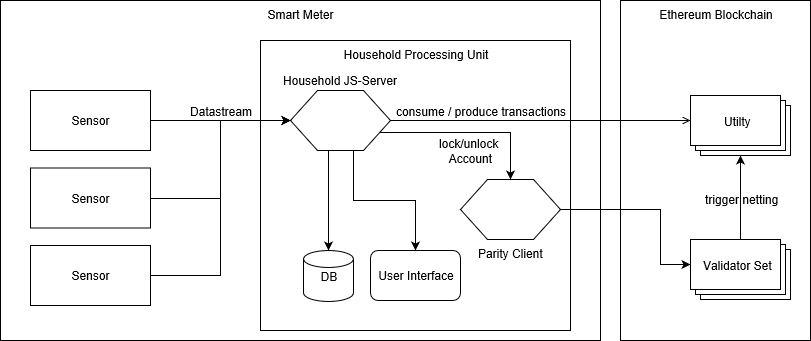 Smart Meter
Ethereum Blockchain
Household Processing Unit
Household JS-Server
Sensor
Datastream
consume / produce transactions
Utilty
lock/unlock
Account
Sensor
trigger netting
Parity Client
Sensor
DB
User Interface
Validator Set